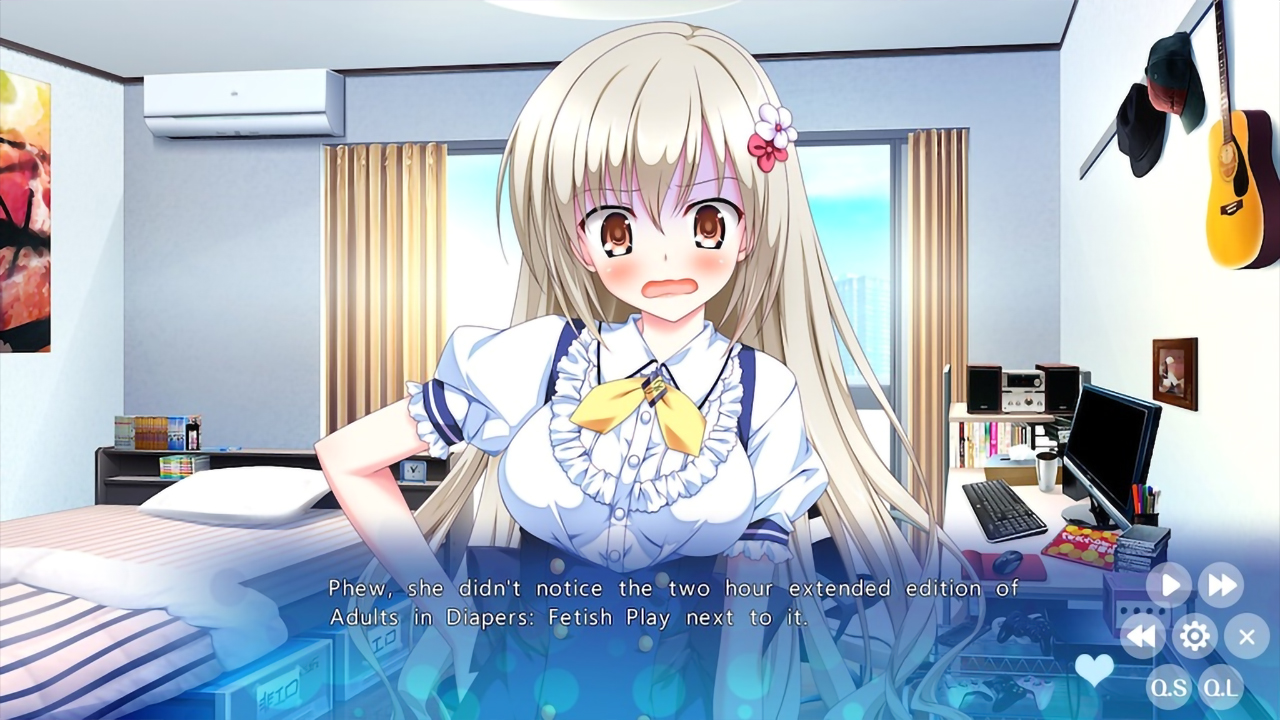 Phew, she didn't notice the two hour extended edition of
Adults in Diapers: Fetish Play next to it.
Q.S Q.L